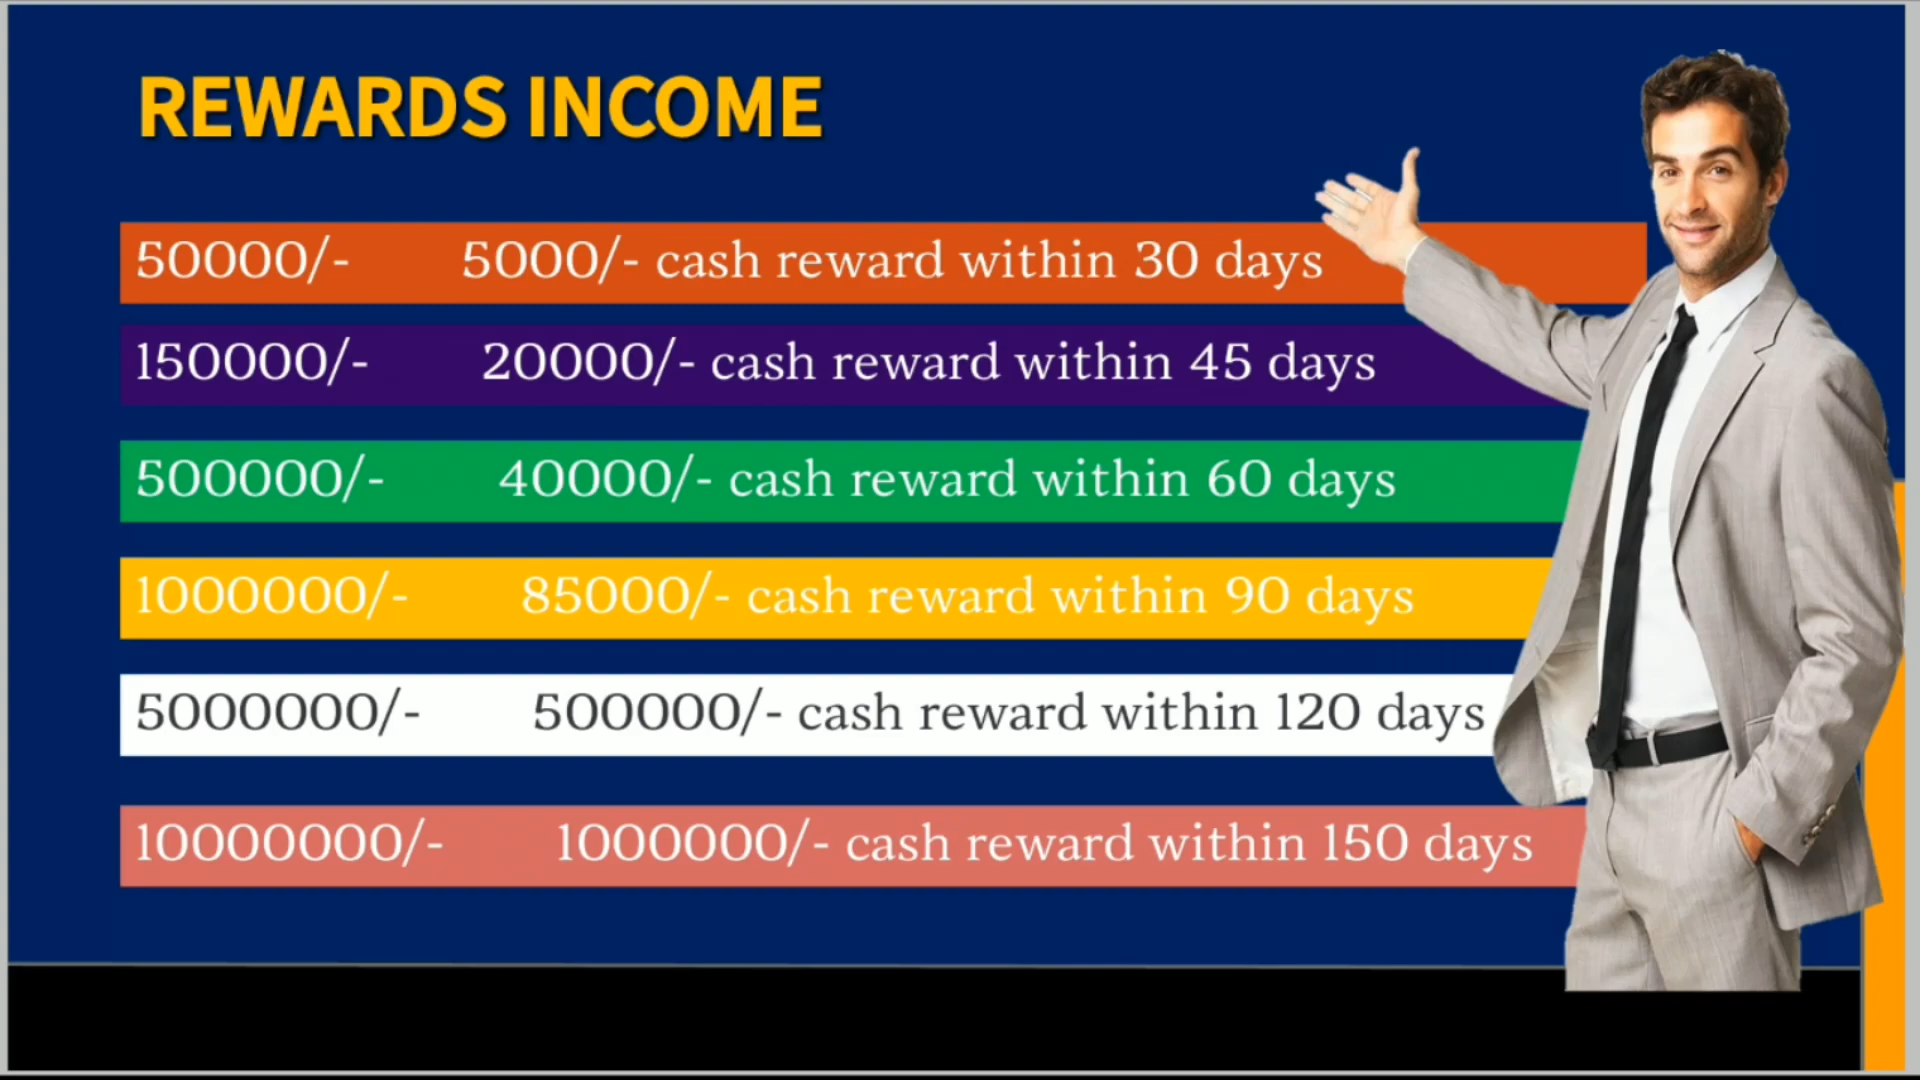 REWARDS INCOME
50000/- 5000/- cash reward within 30 days
150000/- 20000/- cash reward within 45 days
500000/- 40000/- cash reward within 60 days
1000000/- 85000/- cash reward within 90 days
5000000/- 500000/- cash reward within 120 days
10000000/- 1000000/- cash reward within 150 days